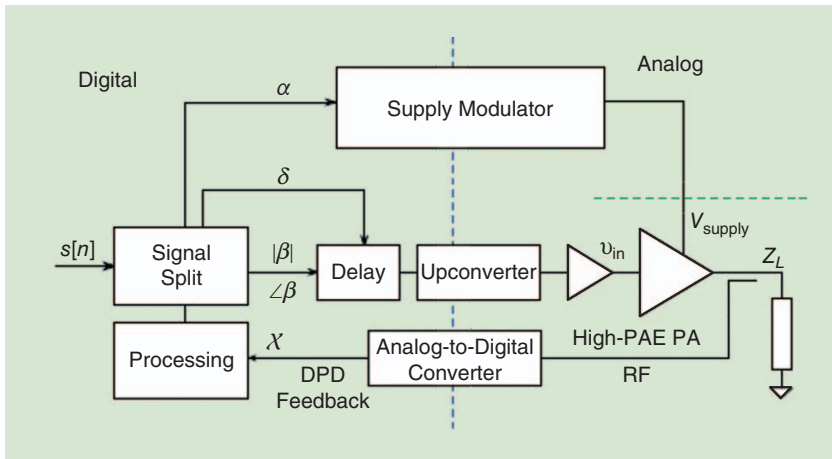 Digital
Analog
α
Supply Modulator
δ
s[n]
Signal
Split
|β|
∠β
Delay
Upconverter
υin
Vsupply
ZL
Processing
χ
DPD
Feedback
Analog-to-Digital
Converter
High-PAE PA
RF